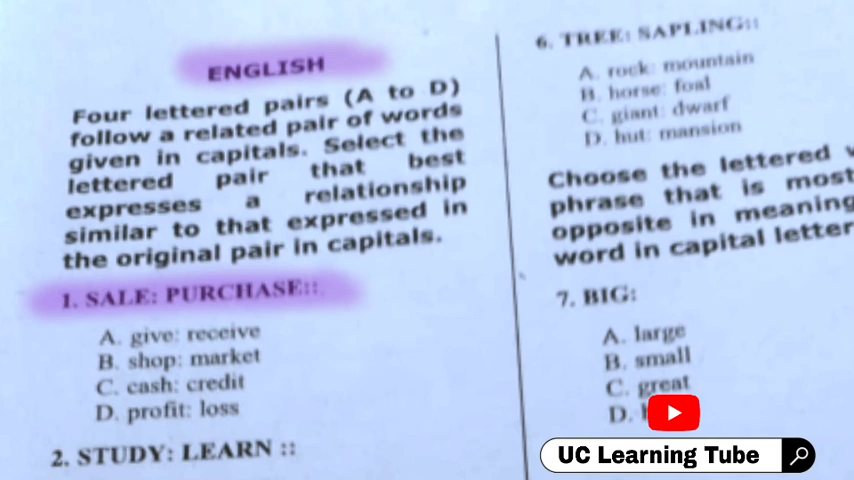 ENGLISH
Four lettered pairs (A to D)
follow a related pair of words
given in capitals. Select the
lettered pair that best
expresses a relationship
similar to that expressed in
the original pair in capitals.
1. SALE: PURCHASE::
A. give: receive
B. shop: market
C. cash: credit
D. profit: loss
2. STUDY: LEARN ::
6. TREE: SAPLING::
A. rock: mountain
B. horse: foal
C. giant: dwarf
D. hut: mansion
Choose the lettered
phrase that is most
opposite in meaning
word in capital letter
7. BIG:
A. large
B. small
C. great
D.
UC Learning Tube